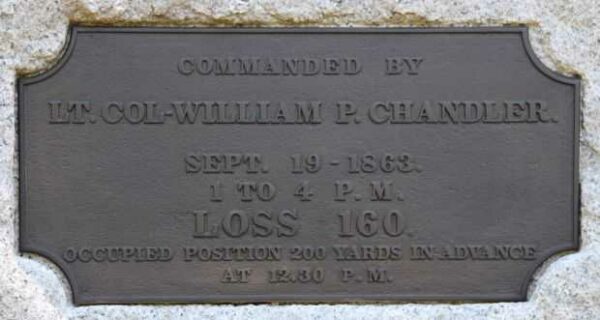 COMMANDED BY
LT. COL-WILLIAM P. CHANDLER.
SEPT. 19-1863.
1 TO 4 P.M.
LOSS 160.
OCCUPIED POSITION 200 YARDS IN ADVANCE
AT 12.30 P.M.